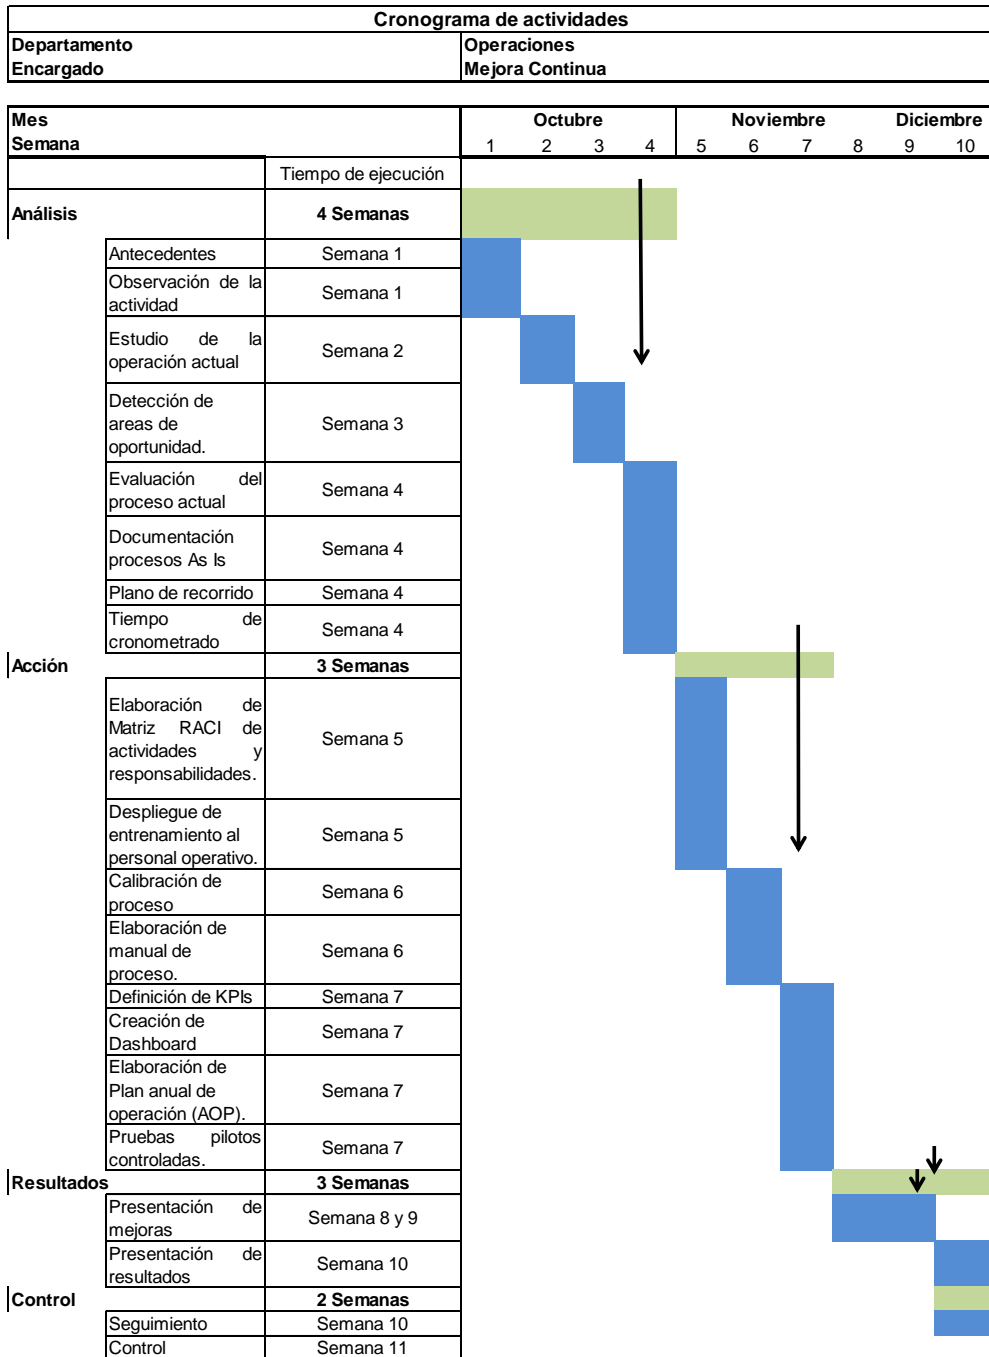 Cronograma de actividades
Departamento Operaciones
Encargado Mejora Continua
Mes Octubre Noviembre Diciembre
Semana 1 2 3 4 5 6 7 8 9 10
Tiempo de ejecución
Análisis 4 Semanas
Antecedentes Semana 1
Observación de la
actividad Semana 1
Estudio de la
operación actual Semana 2
Detección de
areas de
oportunidad. Semana 3
Evaluación del
proceso actual Semana 4
Documentación
procesos As Is Semana 4
Plano de recorrido Semana 4
Tiempo de
cronometrado Semana 4
Acción 3 Semanas
Elaboración de
Matriz RACI de
actividades y
responsabilidades. Semana 5
Despliegue de
entrenamiento al
personal operativo. Semana 5
Calibración de
proceso Semana 6
Elaboración de
manual de
proceso. Semana 6
Definición de KPIs Semana 7
Creación de
Dashboard Semana 7
Elaboración de
Plan anual de
operación (AOP). Semana 7
Pruebas pilotos
controladas. Semana 7
Resultados 3 Semanas
Presentación de
mejoras Semana 8 y 9
Presentación de
resultados Semana 10
Control 2 Semanas
Seguimiento Semana 10
Control Semana 11